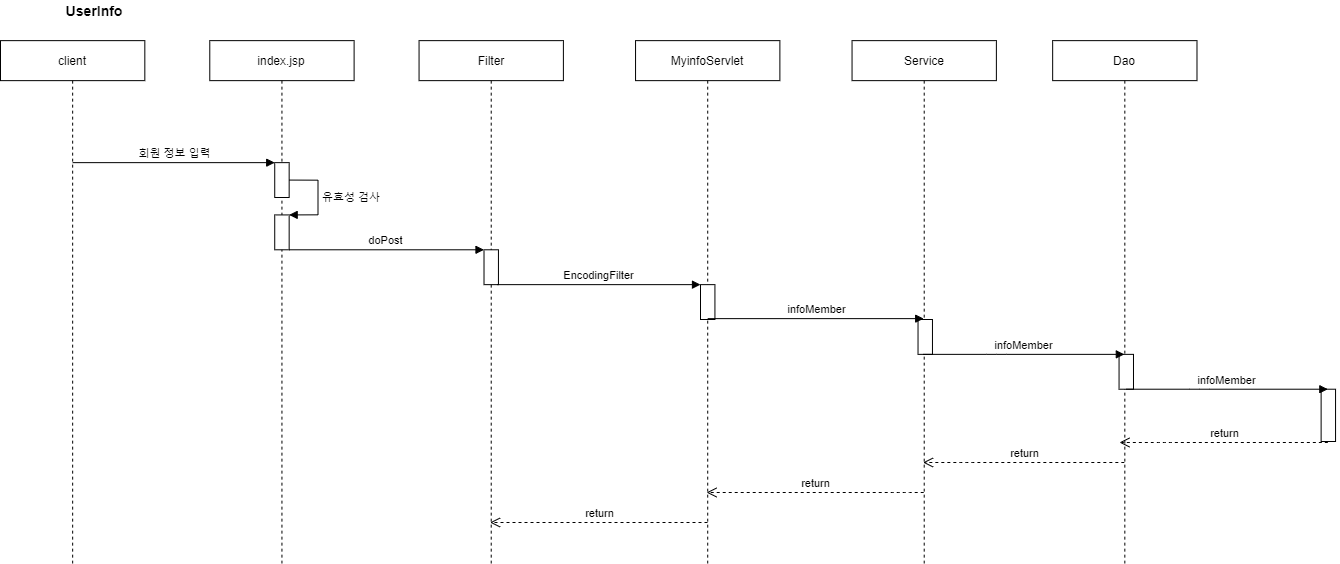 UserInfo
client
index.jsp
Filter
MyinfoServlet
Service
Dao
회원 정보 입력
유효성 검사
doPost
EncodingFilter
infoMember
infoMember
infoMember
return
return
return
return